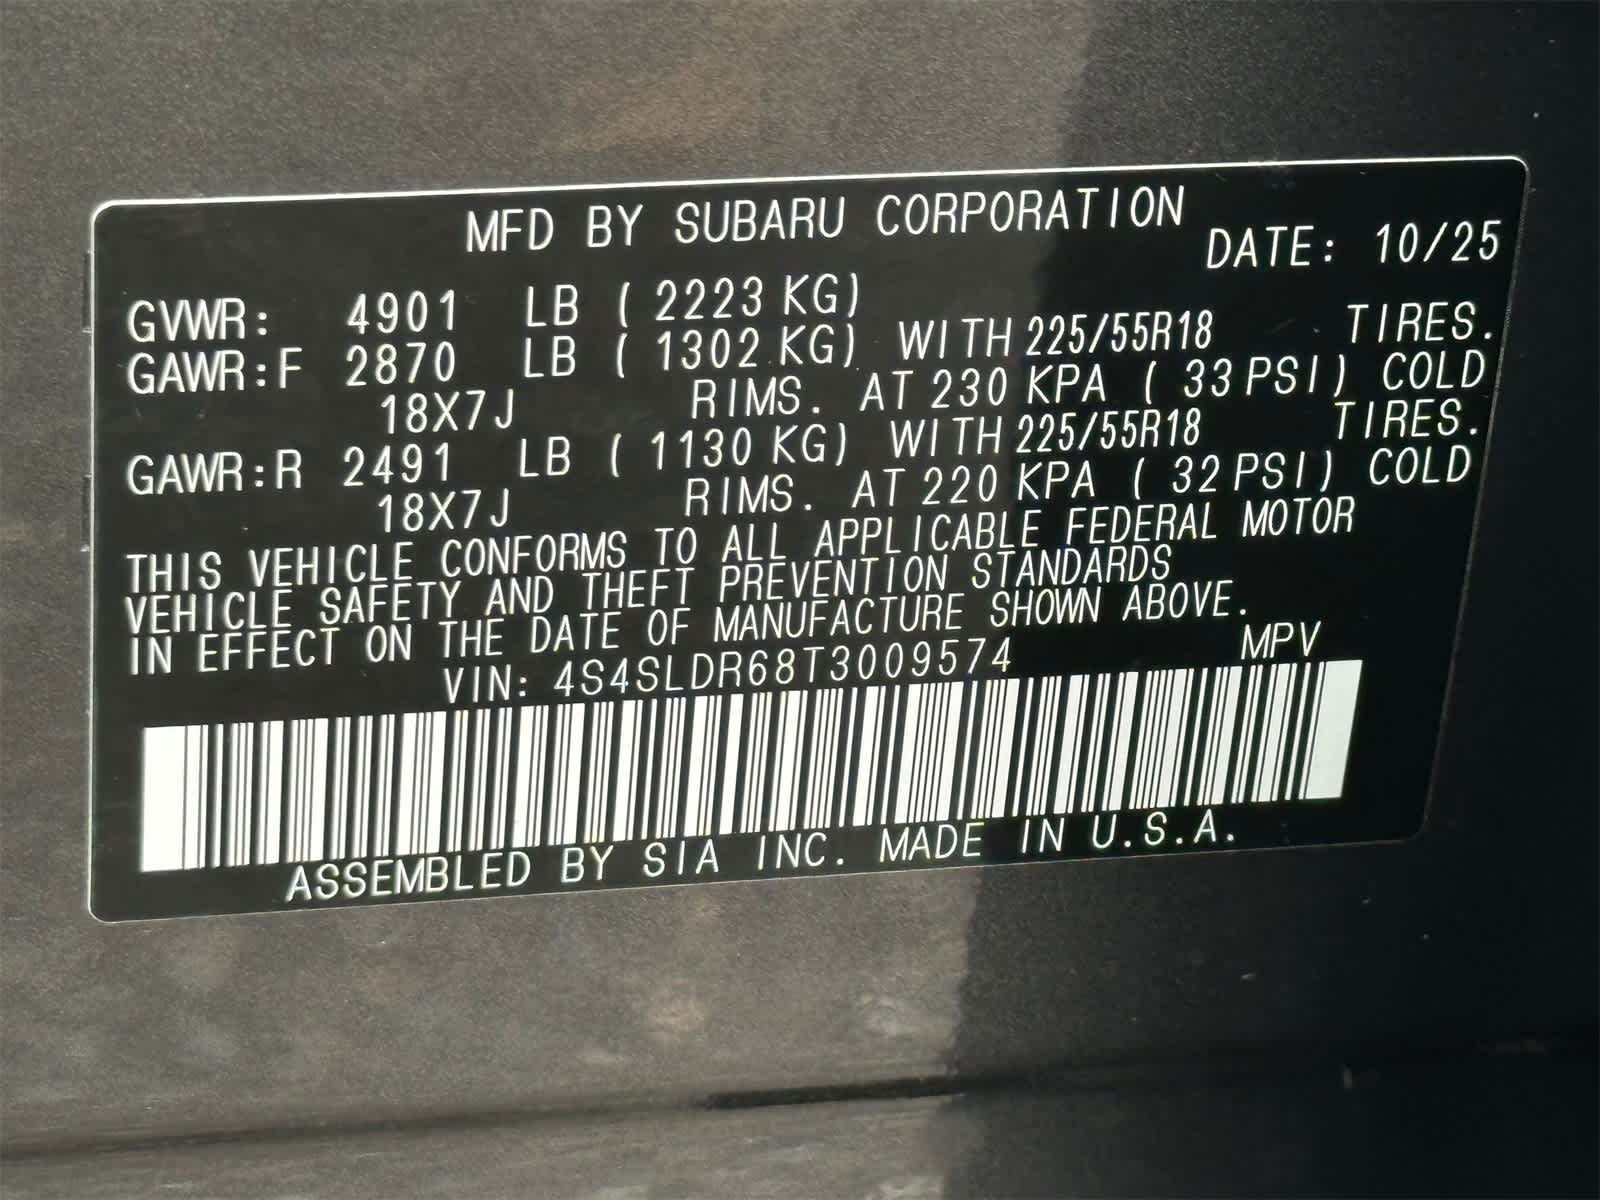 MFD BY SUBARU CORPORATION
DATE: 10/25
GVWR: 4901 LB ( 2223 KG)
GAWR:F 2870 LB ( 1302 KG) WITH 225/55R18 TIRES.
18X7J RIMS. AT 230 KPA ( 33 PSI) COLD
GAWR:R 2491 LB ( 1130 KG) WITH 225/55R18 TIRES.
18X7J RIMS. AT 220 KPA ( 32 PSI) COLD
THIS VEHICLE CONFORMS TO ALL APPLICABLE FEDERAL MOTOR
VEHICLE SAFETY AND THEFT PREVENTION STANDARDS
IN EFFECT ON THE DATE OF MANUFACTURE SHOWN ABOVE.
VIN: 4S4SLDR68T3009574 MPV
ASSEMBLED BY SIA INC. MADE IN U.S.A.